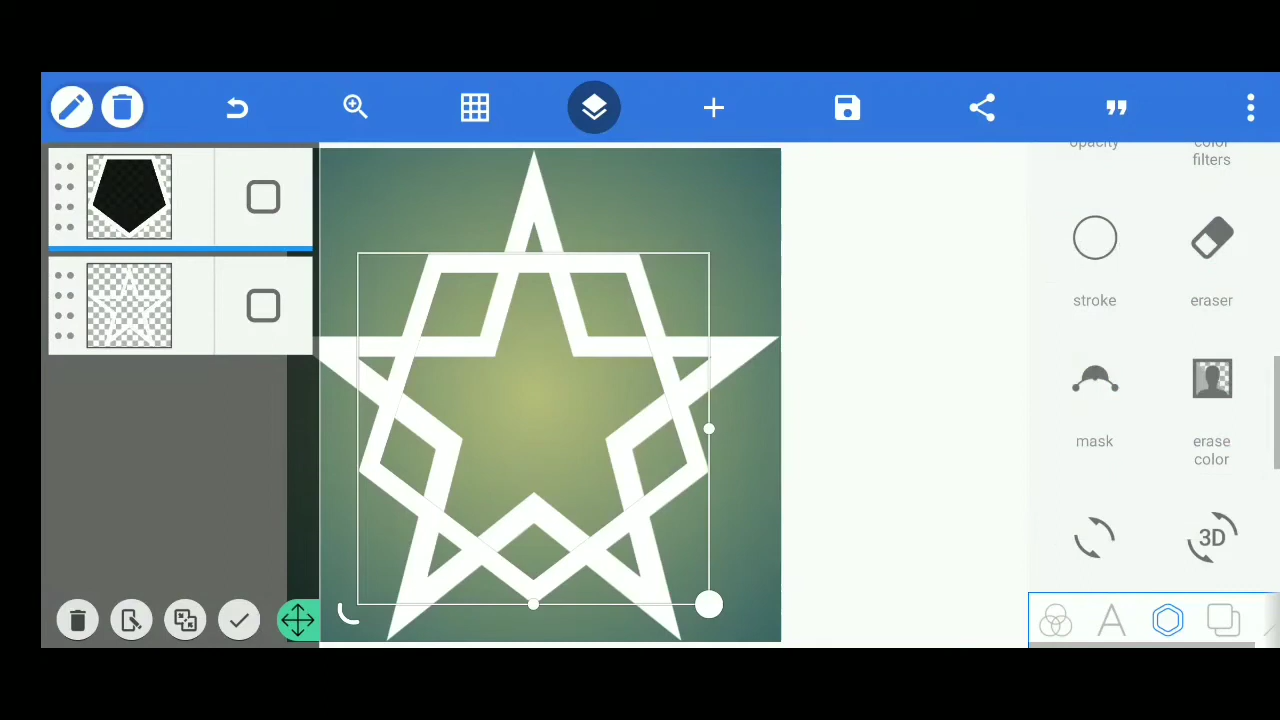 opacity
color
filters
stroke
eraser
mask
erase
color
3D